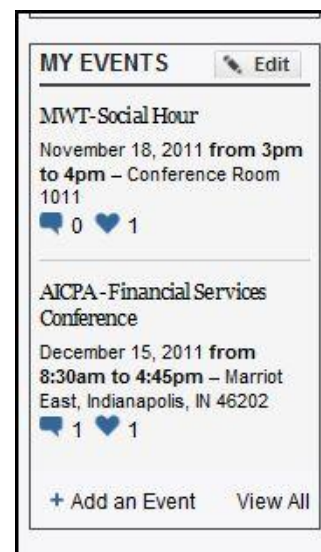 MY EVENTS Edit
MWT-Social Hour
November 18, 2011 from 3pm
to 4pm – Conference Room
1011
0 1
AICPA-Financial Services
Conference
December 15, 2011 from
8:30am to 4:45pm – Marriot
East, Indianapolis, IN 46202
1 1
+ Add an Event View All